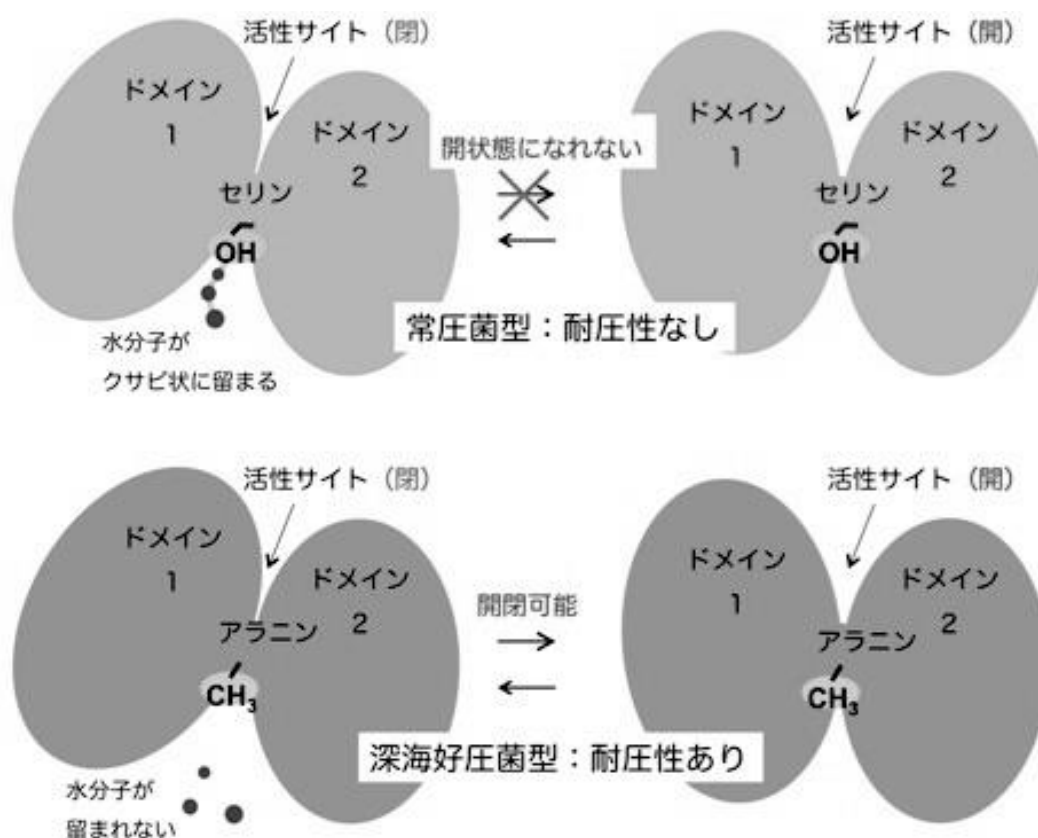 活性サイト（閉）
活性サイト（開）
ドメイン
1
ドメイン
2
開状態になれない
ドメイン
1
ドメイン
2
セリン
OH
セリン
OH
常圧菌型：耐圧性なし
水分子が
クサビ状に留まる
活性サイト（閉）
活性サイト（開）
ドメイン
1
ドメイン
2
開閉可能
ドメイン
1
ドメイン
2
アラニン
CH₃
アラニン
CH₃
深海好圧菌型：耐圧性あり
水分子が
留まれない